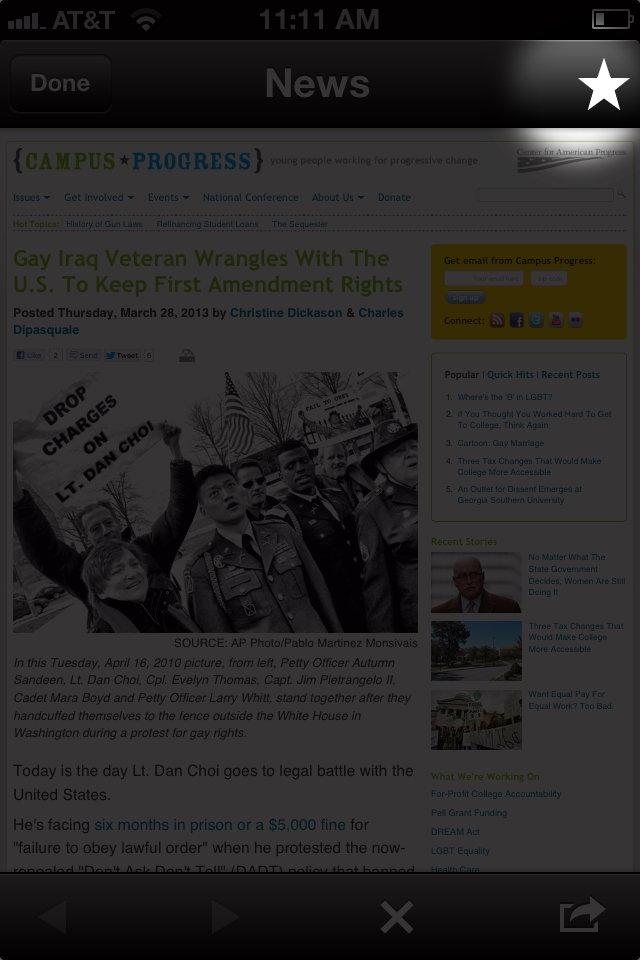 AT&T 11:11 AM
Done News
{CAMPUS★PROGRESS} young people working for progressive change
Center for American Progress
Issues Get Involved Events National Conference About Us Donate
Hot Topics: History of Gun Laws Refinancing Student Loans The Sequester
Gay Iraq Veteran Wrangles With The
U.S. To Keep First Amendment Rights
Posted Thursday, March 28, 2013 by Christine Dickason & Charles
Dipasquale
Like 2 Send Tweet 6
DROP
CHARGES
ON
LT. DAN CHOI
SOURCE: AP Photo/Pablo Martinez Monsivais
In this Tuesday, April 16, 2010 picture, from left, Petty Officer Autumn
Sandeen, Lt. Dan Choi, Cpl. Evelyn Thomas, Capt. Jim Pietrangelo II,
Cadet Mara Boyd and Petty Officer Larry Whitt, stand together after they
handcuffed themselves to the fence outside the White House in
Washington during a protest for gay rights.
Today is the day Lt. Dan Choi goes to legal battle with the
United States.
He's facing six months in prison or a $5,000 fine for
"failure to obey lawful order" when he protested the now-
repealed "Don't Ask Don't Tell" (DADT) policy that banned
Get email from Campus Progress:
Your email here zip code
sign up
Connect:
Popular | Quick Hits | Recent Posts
1. Where's the 'B' in LGBT?
2. If You Thought You Worked Hard To Get
To College, Think Again
3. Cartoon: Gay Marriage
4. Three Tax Changes That Would Make
College More Accessible
5. An Outlet for Dissent Emerges at
Georgia Southern University
Recent Stories
No Matter What The
State Government
Decides, Women Are Still
Doing It
Three Tax Changes That
Would Make College
More Accessible
Want Equal Pay For
Equal Work? Too Bad.
What We're Working On
For-Profit College Accountability
Pell Grant Funding
DREAM Act
LGBT Equality
Health Care